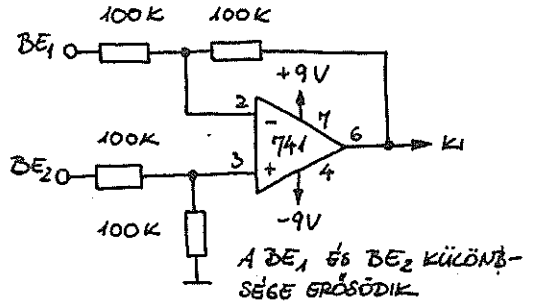 100K 100K
BE1
+9V
2 - 7
741 6 KI
100K
BE2 3 + 4
-9V
100K
A BE1 ÉS BE2 KÜLÖNB-
SÉGE ERŐSÖDIK